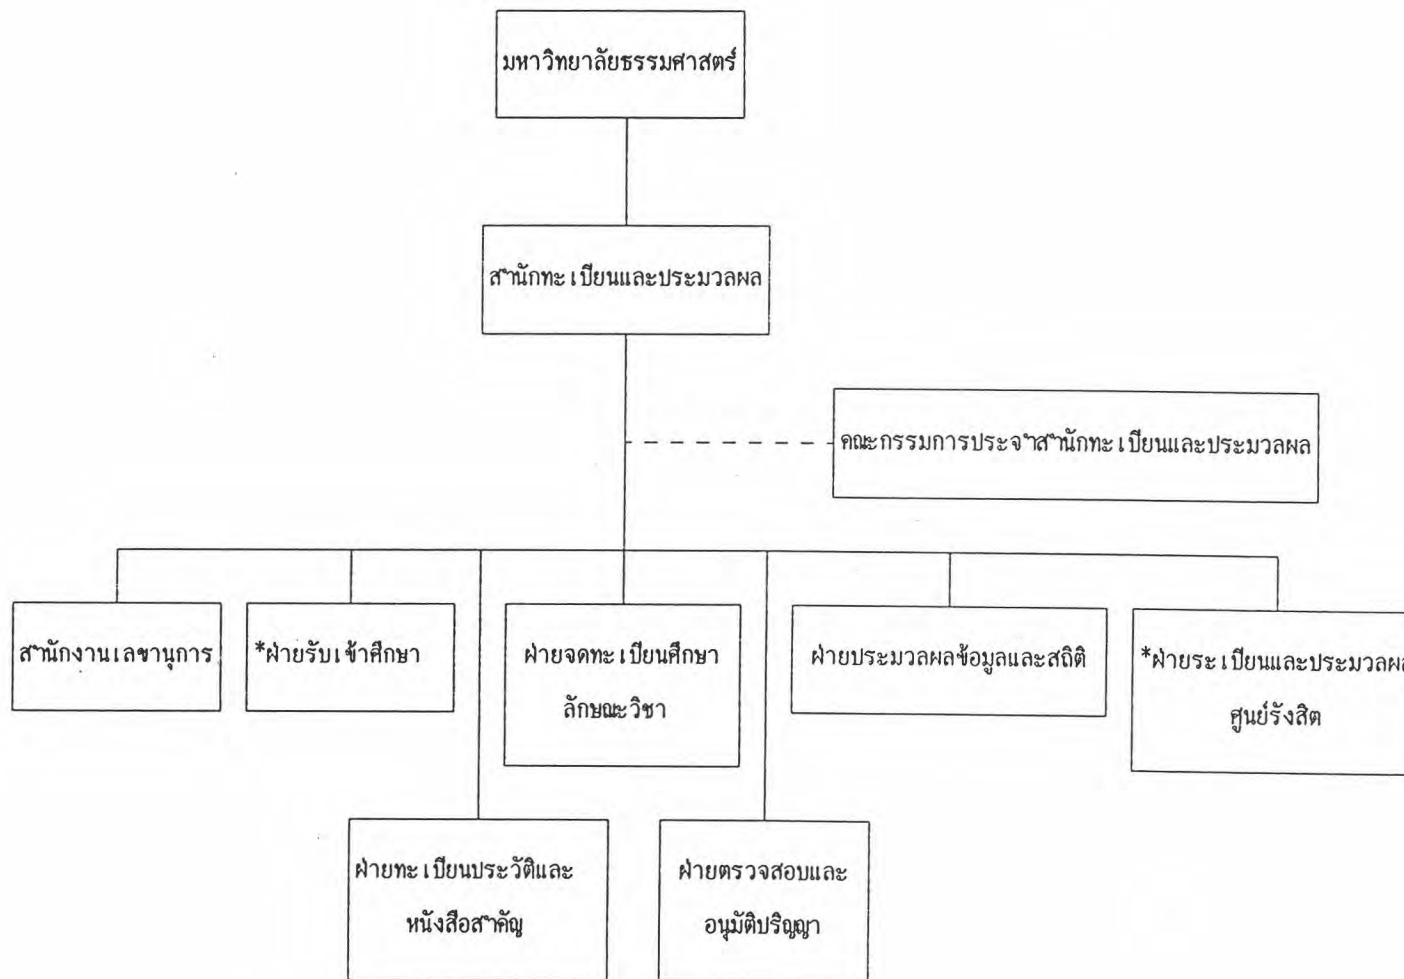 มหาวิทยาลัยธรรมศาสตร์
สำนักทะเบียนและประมวลผล
คณะกรรมการประจำสำนักทะเบียนและประมวลผล
สำนักงานเลขานุการ
*ฝ่ายรับเข้าศึกษา
ฝ่ายจดทะเบียนศึกษา
ลักษณะวิชา
ฝ่ายประมวลผลข้อมูลและสถิติ
*ฝ่ายระเบียนและประมวลผล
ศูนย์รังสิต
ฝ่ายทะเบียนประวัติและ
หนังสือสำคัญ
ฝ่ายตรวจสอบและ
อนุมัติปริญญา